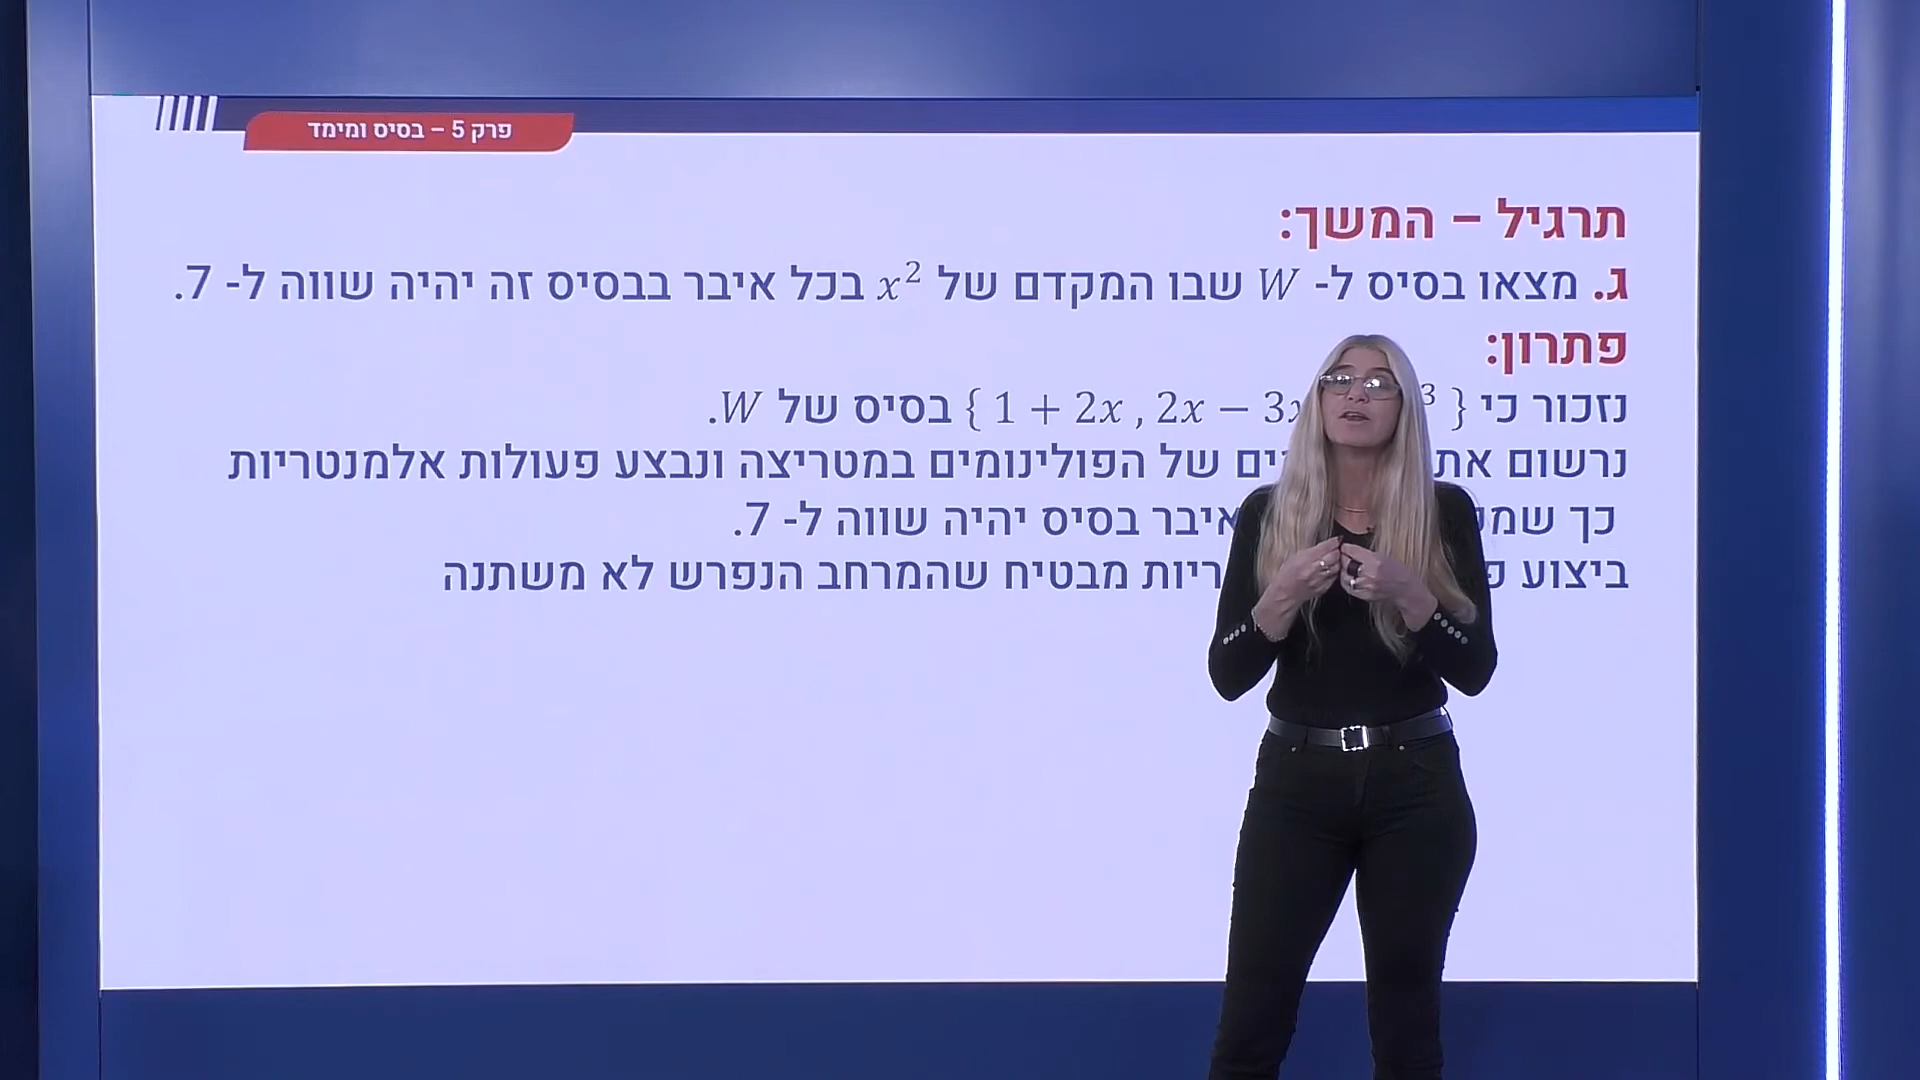 פרק 5 – בסיס ומימד
תרגיל – המשך:
ג. מצאו בסיס ל- W שבו המקדם של x² בכל איבר בבסיס זה יהיה שווה ל- 7.
פתרון:
נזכור כי { 1 + 2x , 2x − 3x ³ } בסיס של W.
נרשום את של הפולינומים במטריצה ונבצע פעולות אלמנטריות
כך איבר בסיס יהיה שווה ל- 7.
ביצוע מבטיח שהמרחב הנפרש לא משתנה